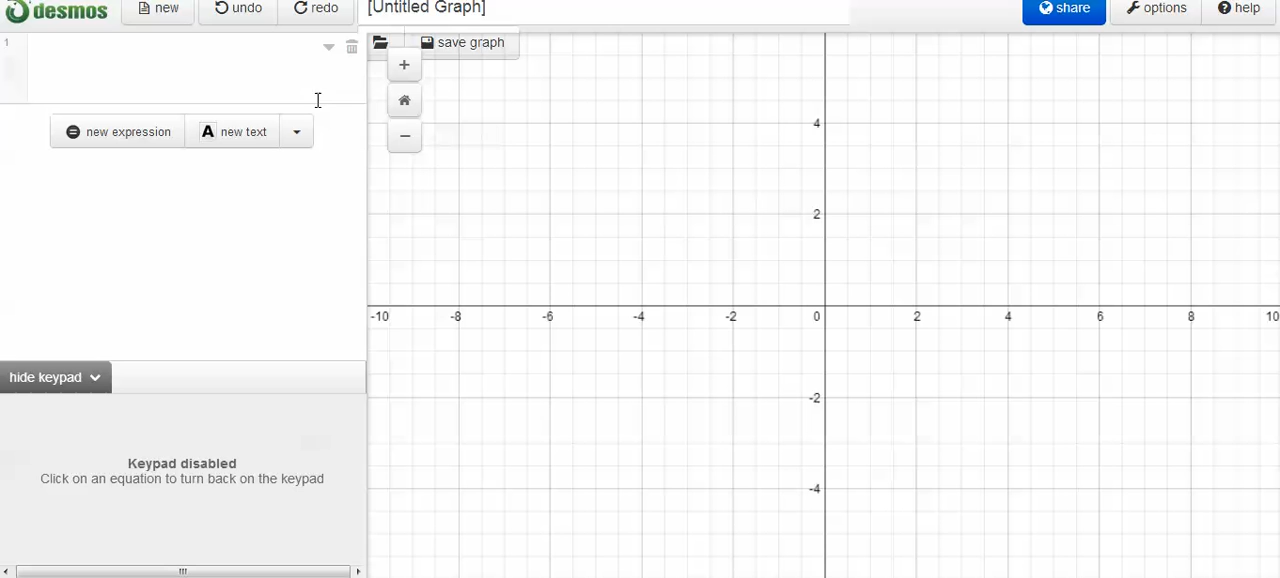 desmos new undo redo [Untitled Graph] share options help
1
save graph
+
−
new expression A new text
4
2
-10 -8 -6 -4 -2 0 2 4 6 8 10
-2
-4
hide keypad
Keypad disabled
Click on an equation to turn back on the keypad